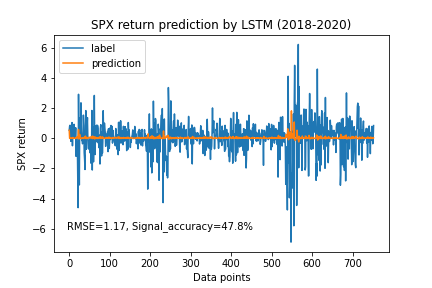 SPX return prediction by LSTM (2018-2020)
label
prediction
6
4
2
0
−2
−4
−6
SPX return
RMSE=1.17, Signal_accuracy=47.8%
0 100 200 300 400 500 600 700
Data points